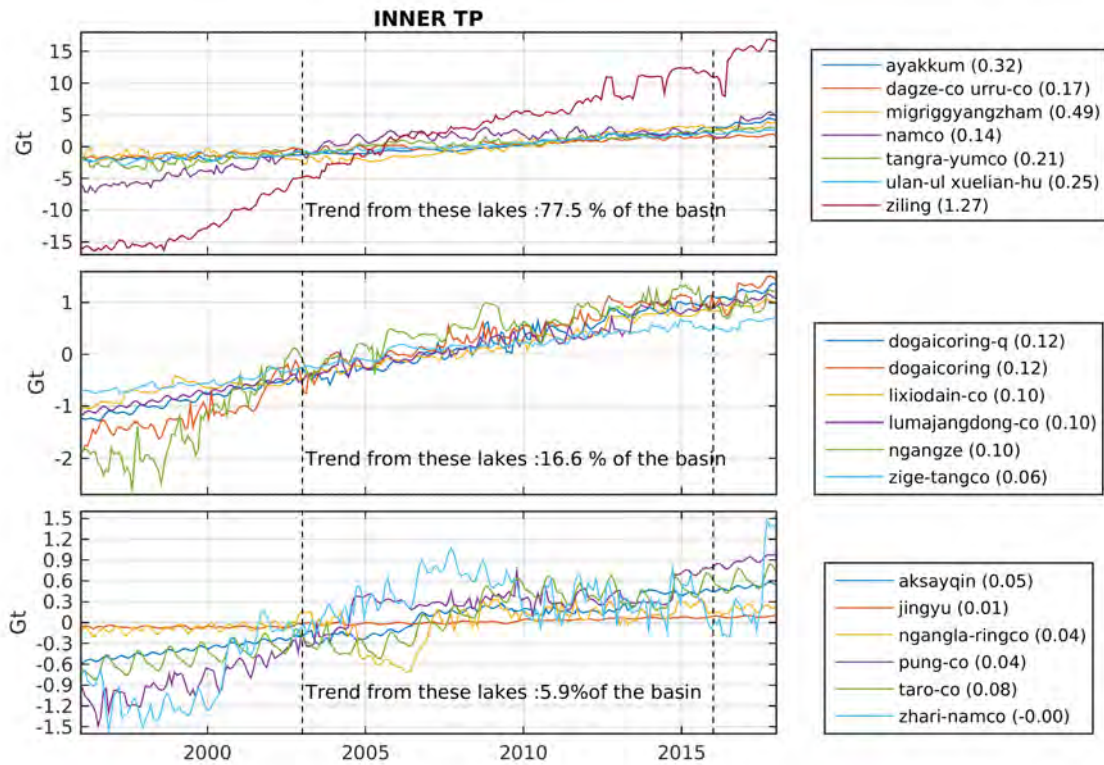 INNER TP
Gt
15
10
5
0
-5
-10
-15
Trend from these lakes :77.5 % of the basin
ayakkum (0.32)
dagze-co urru-co (0.17)
migriggyangzham (0.49)
namco (0.14)
tangra-yumco (0.21)
ulan-ul xuelian-hu (0.25)
ziling (1.27)
Gt
1
0
-1
-2
Trend from these lakes :16.6 % of the basin
dogaicoring-q (0.12)
dogaicoring (0.12)
lixiodain-co (0.10)
lumajangdong-co (0.10)
ngangze (0.10)
zige-tangco (0.06)
Gt
1.5
1.2
0.9
0.6
0.3
0
-0.3
-0.6
-0.9
-1.2
-1.5
Trend from these lakes :5.9%of the basin
aksayqin (0.05)
jingyu (0.01)
ngangla-ringco (0.04)
pung-co (0.04)
taro-co (0.08)
zhari-namco (-0.00)
2000 2005 2010 2015